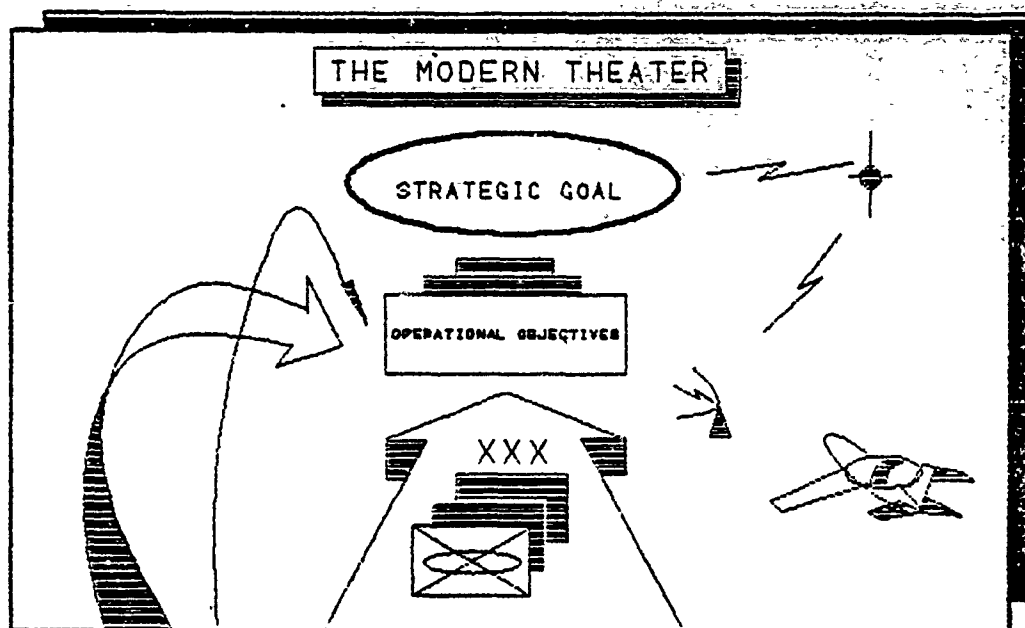 THE MODERN THEATER
STRATEGIC GOAL
OPERATIONAL OBJECTIVES
XXX